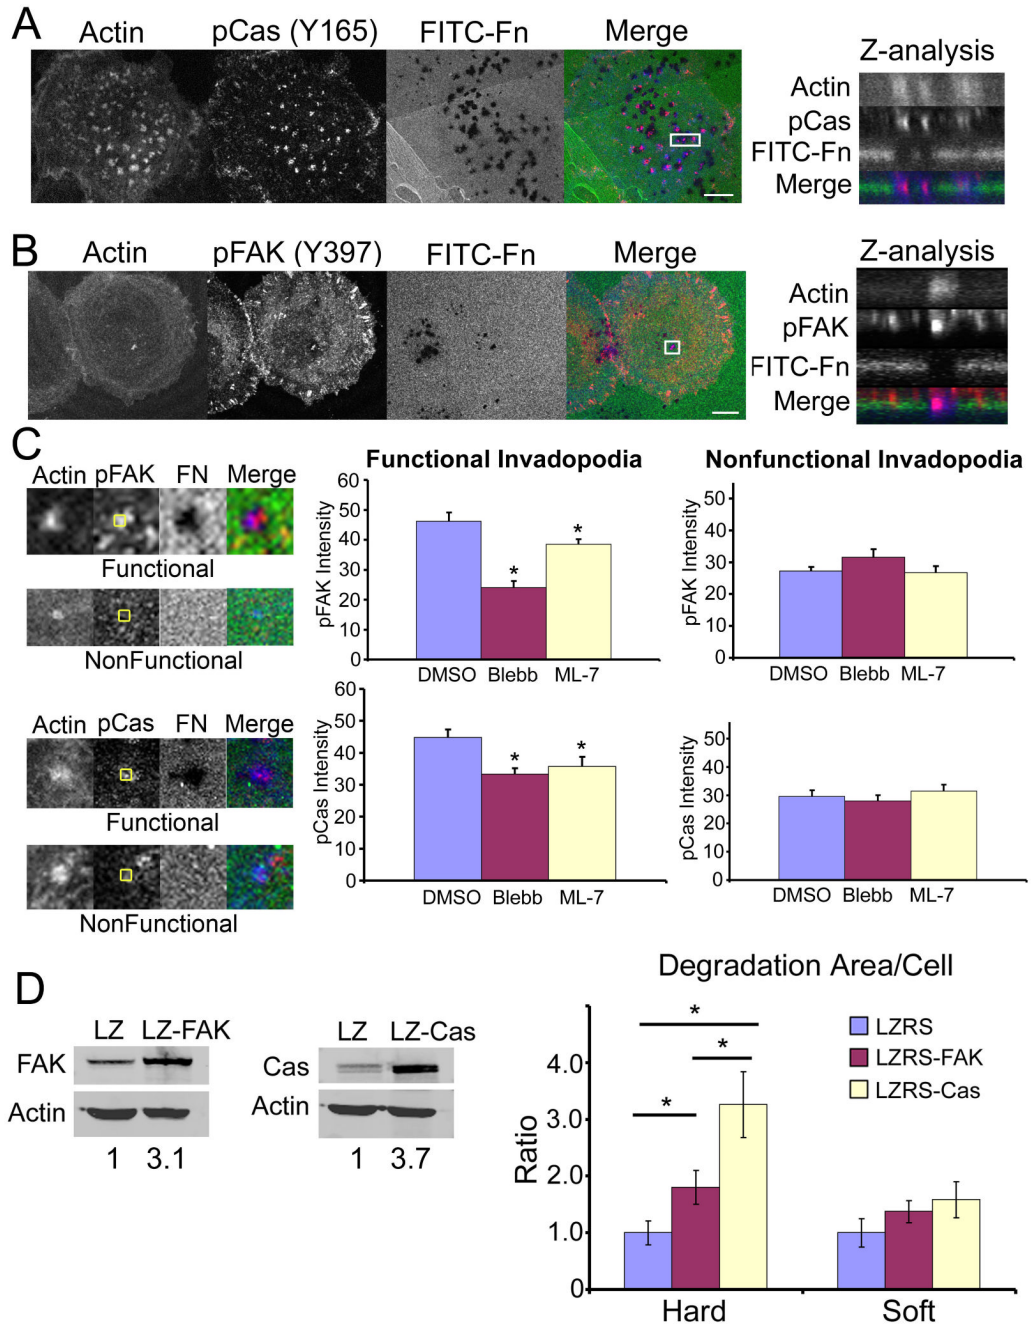 A
Actin pCas (Y165) FITC-Fn Merge
Z-analysis
Actin
pCas
FITC-Fn
Merge
B
Actin pFAK (Y397) FITC-Fn Merge
Z-analysis
Actin
pFAK
FITC-Fn
Merge
C
Actin pFAK FN Merge
Functional
NonFunctional
Actin pCas FN Merge
Functional
NonFunctional
Functional Invadopodia
pFAK Intensity
60
50
40
30
20
10
0
* *
DMSO Blebb ML-7
Nonfunctional Invadopodia
pFAK Intensity
50
40
30
20
10
0
DMSO Blebb ML-7
pCas Intensity
60
50
40
30
20
10
0
* *
DMSO Blebb ML-7
pCas Intensity
50
40
30
20
10
0
DMSO Blebb ML-7
D
LZ LZ-FAK
FAK
Actin
1 3.1
LZ LZ-Cas
Cas
Actin
1 3.7
Degradation Area/Cell
Ratio
4.0
3.0
2.0
1.0
0
*
*
*
LZRS
LZRS-FAK
LZRS-Cas
Hard Soft